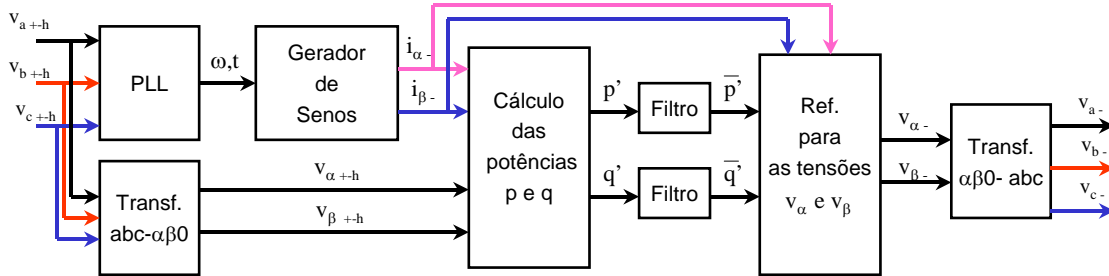 v a +-h
v b +-h
v c +-h
PLL
ω,t
Gerador
de
Senos
i α -
i β -
Transf.
abc-αβ0
v α +-h
v β +-h
Cálculo
das
potências
p e q
p’
q’
Filtro
Filtro
p̅’
q̅’
Ref.
para
as tensões
v α e v β
v α -
v β -
Transf.
αβ0- abc
v a -
v b -
v c -